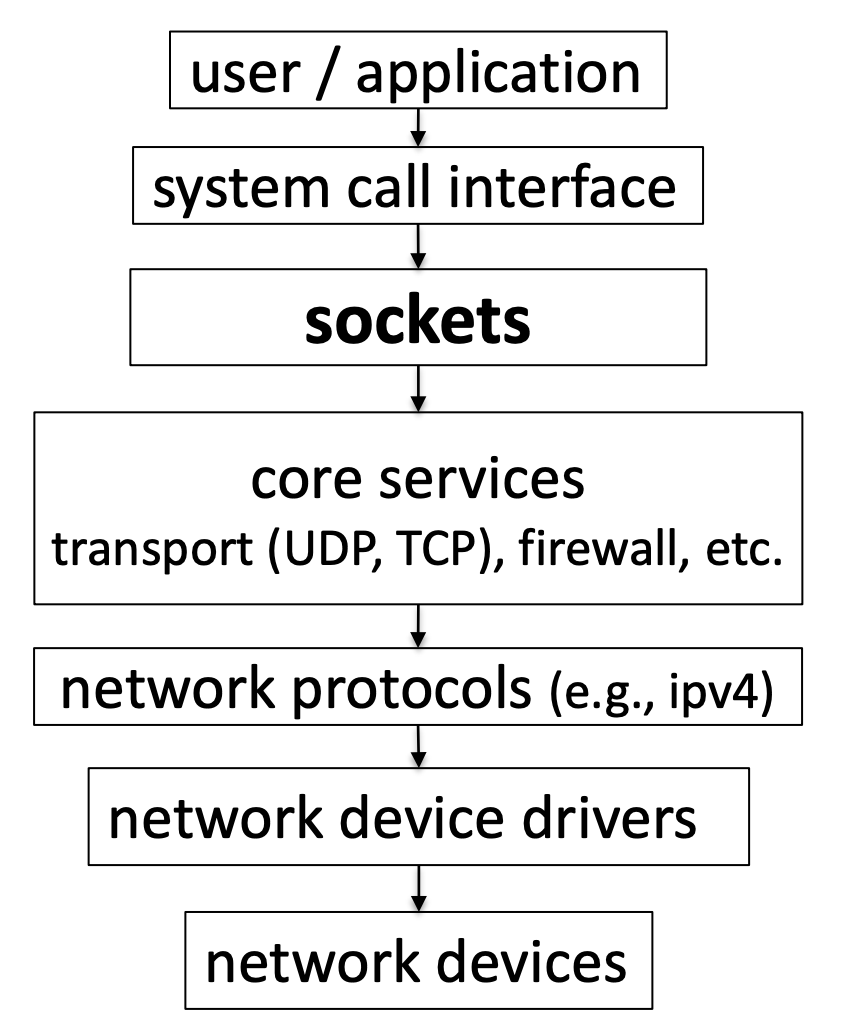 user / application
system call interface
sockets
core services
transport (UDP, TCP), firewall, etc.
network protocols (e.g., ipv4)
network device drivers
network devices